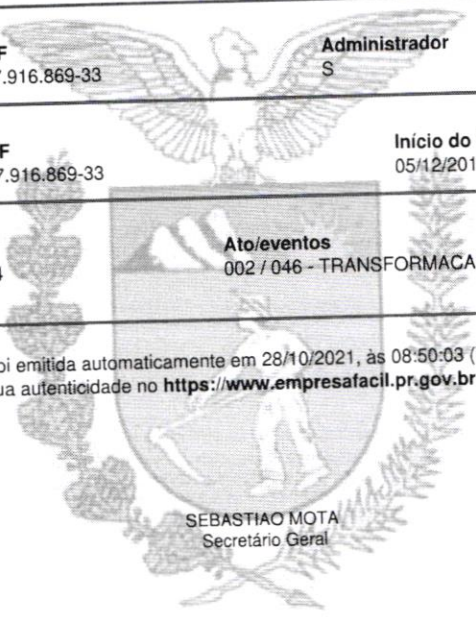 F Administrador
7.916.869-33 S
F Início do
7.916.869-33 05/12/201
Ato/eventos
4 002 / 046 - TRANSFORMACA
oi emitida automaticamente em 28/10/2021, às 08:50:03 (
ua autenticidade no https://www.empresafacil.pr.gov.br
SEBASTIAO MOTA
Secretário Geral